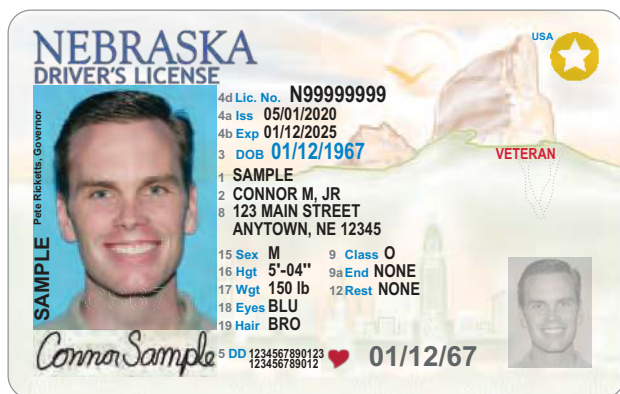 NEBRASKA
USA
DRIVER'S LICENSE
4d Lic. No. N99999999
4a Iss 05/01/2020
4b Exp 01/12/2025
3 DOB 01/12/1967
VETERAN
1 SAMPLE
2 CONNOR M, JR
8 123 MAIN STREET
ANYTOWN, NE 12345
15 Sex M 9 Class O
16 Hgt 5'-04" 9a End NONE
17 Wgt 150 lb 12 Rest NONE
18 Eyes BLU
19 Hair BRO
5 DD 1234567890123
123456789012
01/12/67
Pete Ricketts, Governor
SAMPLE
Connor Sample